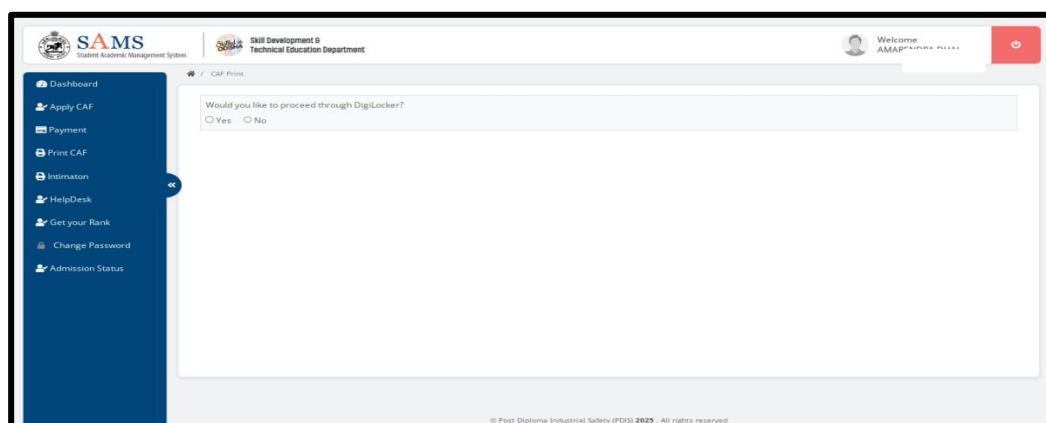 SAMS
Student Academic Management System
Skill Development &
Technical Education Department
Welcome
/ CAF Print
Dashboard
Apply CAF
Payment
Print CAF
Intimaton
HelpDesk
Get your Rank
Change Password
Admission Status
Would you like to proceed through DigiLocker?
Yes No
© Post Diploma Industrial Safety (PDIS) 2025 . All rights reserved